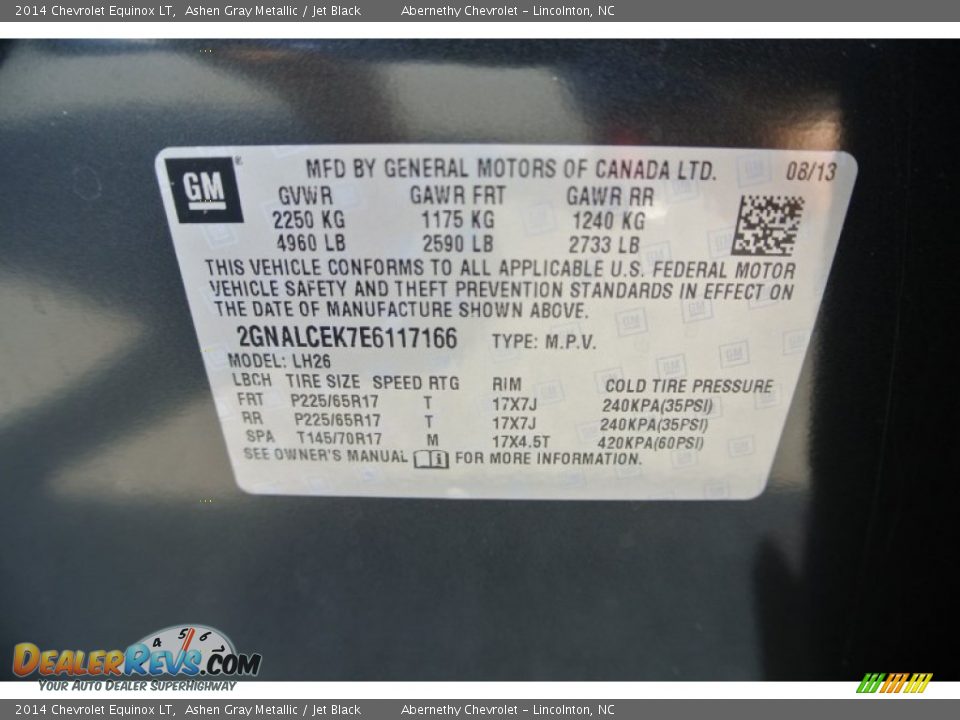 2014 Chevrolet Equinox LT, Ashen Gray Metallic / Jet Black Abernethy Chevrolet - Lincolnton, NC
GM ® MFD BY GENERAL MOTORS OF CANADA LTD. 08/13
GVWR GAWR FRT GAWR RR
2250 KG 1175 KG 1240 KG
4960 LB 2590 LB 2733 LB
THIS VEHICLE CONFORMS TO ALL APPLICABLE U.S. FEDERAL MOTOR
VEHICLE SAFETY AND THEFT PREVENTION STANDARDS IN EFFECT ON
THE DATE OF MANUFACTURE SHOWN ABOVE.
2GNALCEK7E6117166 TYPE: M.P.V.
MODEL: LH26
LBCH TIRE SIZE SPEED RTG RIM COLD TIRE PRESSURE
FRT P225/65R17 T 17X7J 240KPA(35PSI)
RR P225/65R17 T 17X7J 240KPA(35PSI)
SPA T145/70R17 M 17X4.5T 420KPA(60PSI)
SEE OWNER'S MANUAL i FOR MORE INFORMATION.
4 5 6
DEALERREVS.COM
YOUR AUTO DEALER SUPERHIGHWAY
2014 Chevrolet Equinox LT, Ashen Gray Metallic / Jet Black Abernethy Chevrolet - Lincolnton, NC